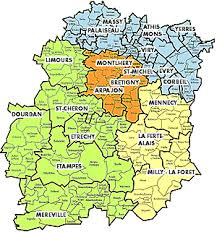 MASSY
ATHIS
MONS
YERRES
PALAISEAU
VIRY
LIMOURS
MONTLHERY
ST-MICHEL
EVRY
BRETIGNY
CORBEIL
ARPAJON
ST-CHERON
MENNECY
DOURDAN
ETRECHY
LA FERTE
ALAIS
ETAMPES
MILLY
LA FORET
MEREVILLE